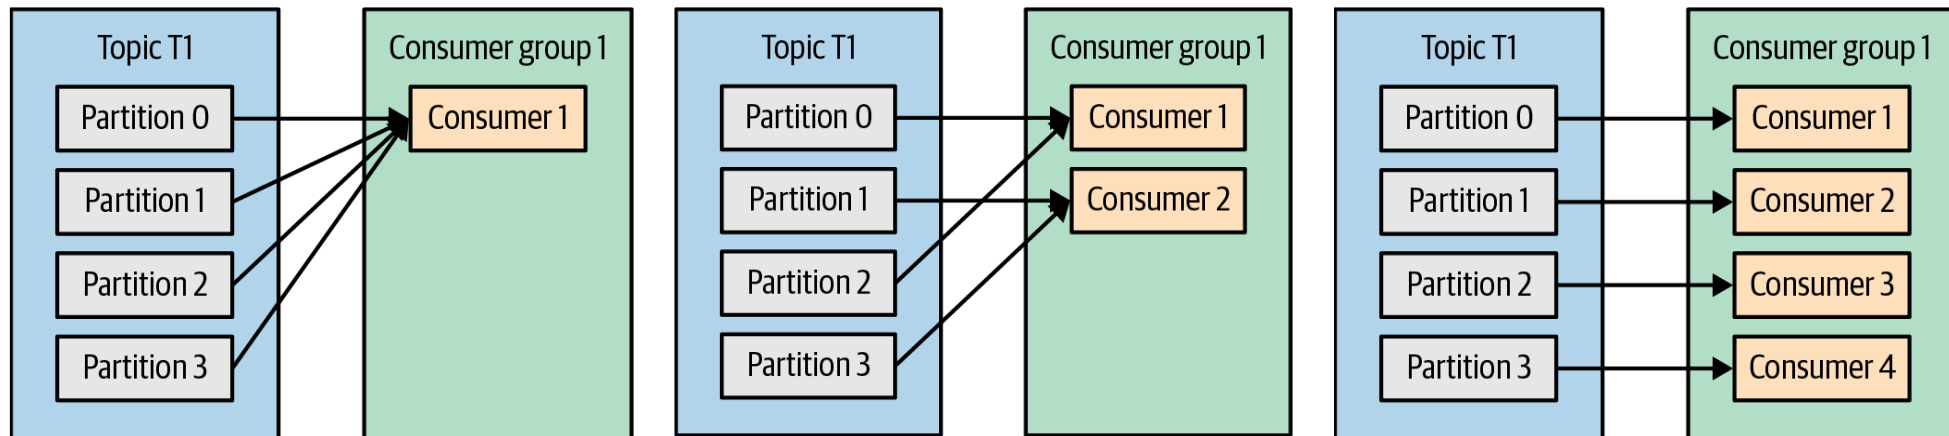 Topic T1
Partition 0
Partition 1
Partition 2
Partition 3
Consumer group 1
Consumer 1
Topic T1
Partition 0
Partition 1
Partition 2
Partition 3
Consumer group 1
Consumer 1
Consumer 2
Topic T1
Partition 0
Partition 1
Partition 2
Partition 3
Consumer group 1
Consumer 1
Consumer 2
Consumer 3
Consumer 4